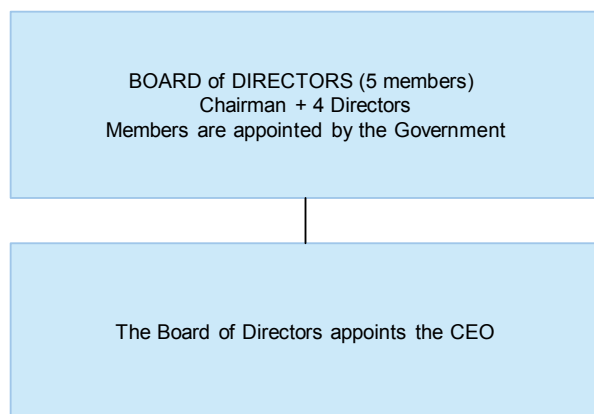 BOARD of DIRECTORS (5 members)
Chairman + 4 Directors
Members are appointed by the Government
The Board of Directors appoints the CEO